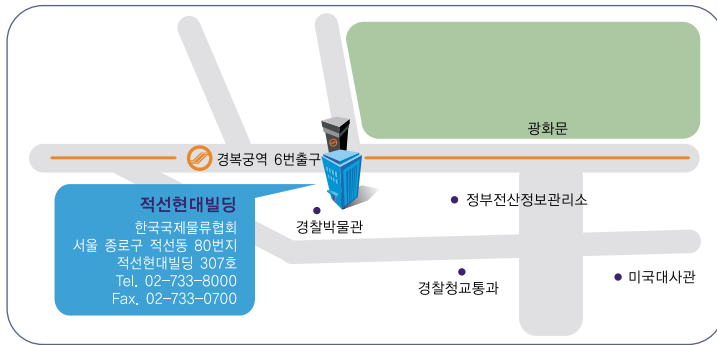 광화문
경복궁역 6번출구
적선현대빌딩
한국국제물류협회
서울 종로구 적선동 80번지
적선현대빌딩 307호
Tel. 02-733-8000
Fax. 02-733-0700
경찰박물관
정부전산정보관리소
경찰청교통과
미국대사관